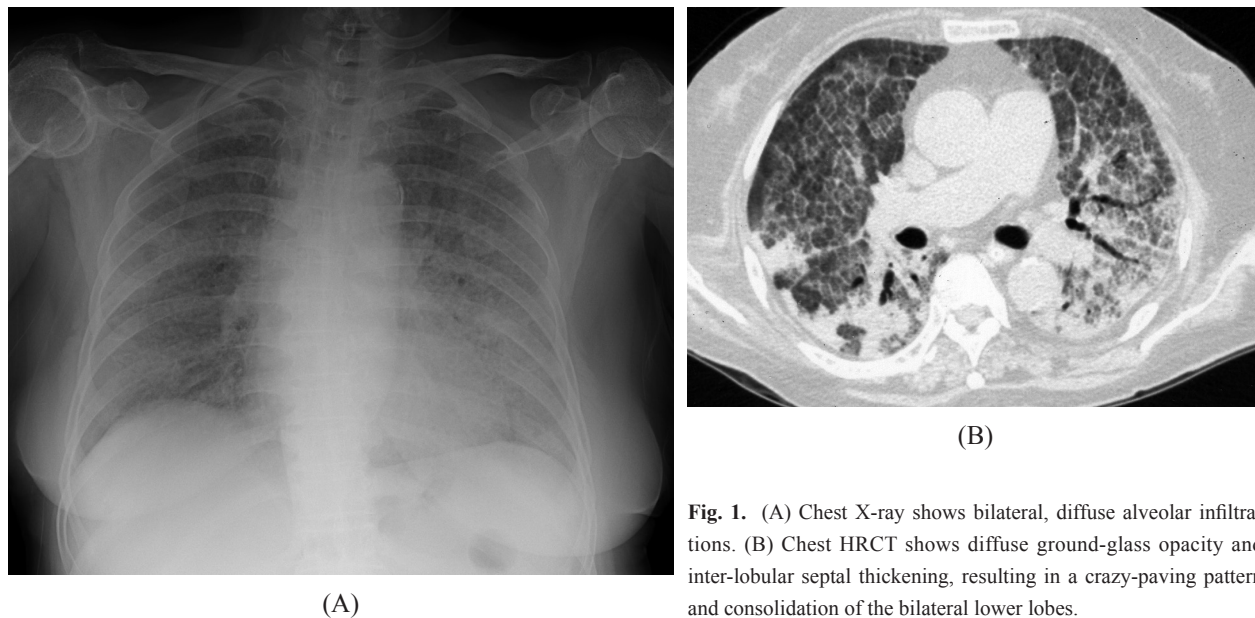 (A)
(B)
Fig. 1. (A) Chest X-ray shows bilateral, diffuse alveolar infiltra
tions. (B) Chest HRCT shows diffuse ground-glass opacity and
inter-lobular septal thickening, resulting in a crazy-paving pattern
and consolidation of the bilateral lower lobes.